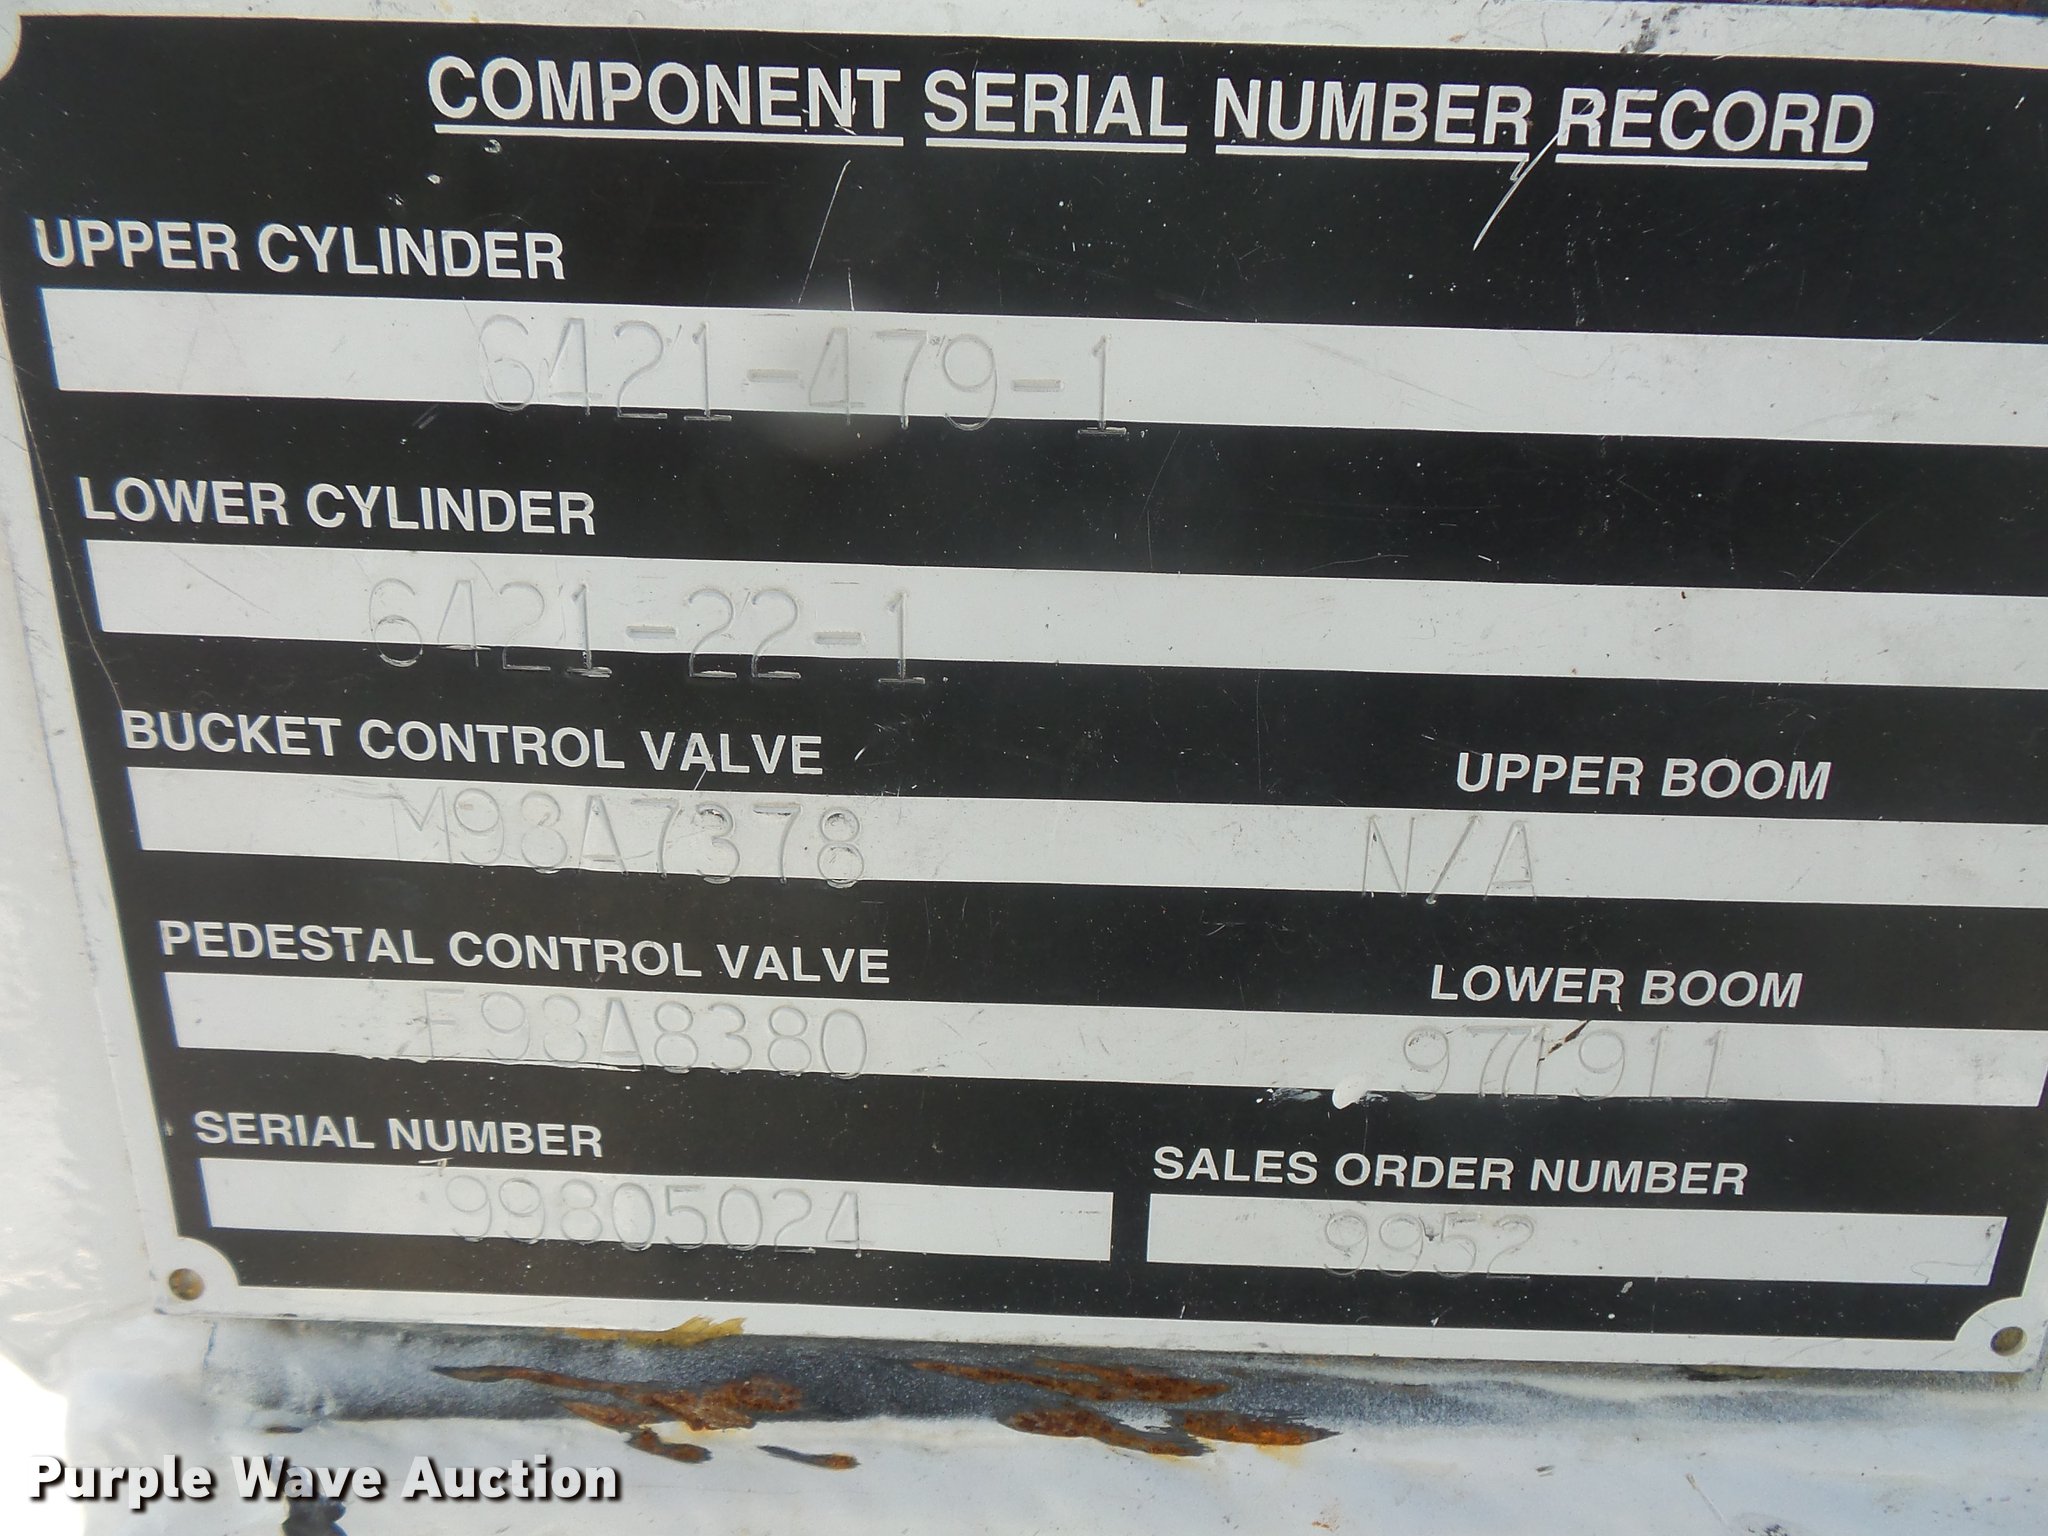 COMPONENT SERIAL NUMBER RECORD
UPPER CYLINDER
6421-479-1
LOWER CYLINDER
6421-22-1
BUCKET CONTROL VALVE
UPPER BOOM
M98A7378
N/A
PEDESTAL CONTROL VALVE
LOWER BOOM
SERIAL NUMBER
SALES ORDER NUMBER
99805024
9952
Purple Wave Auction